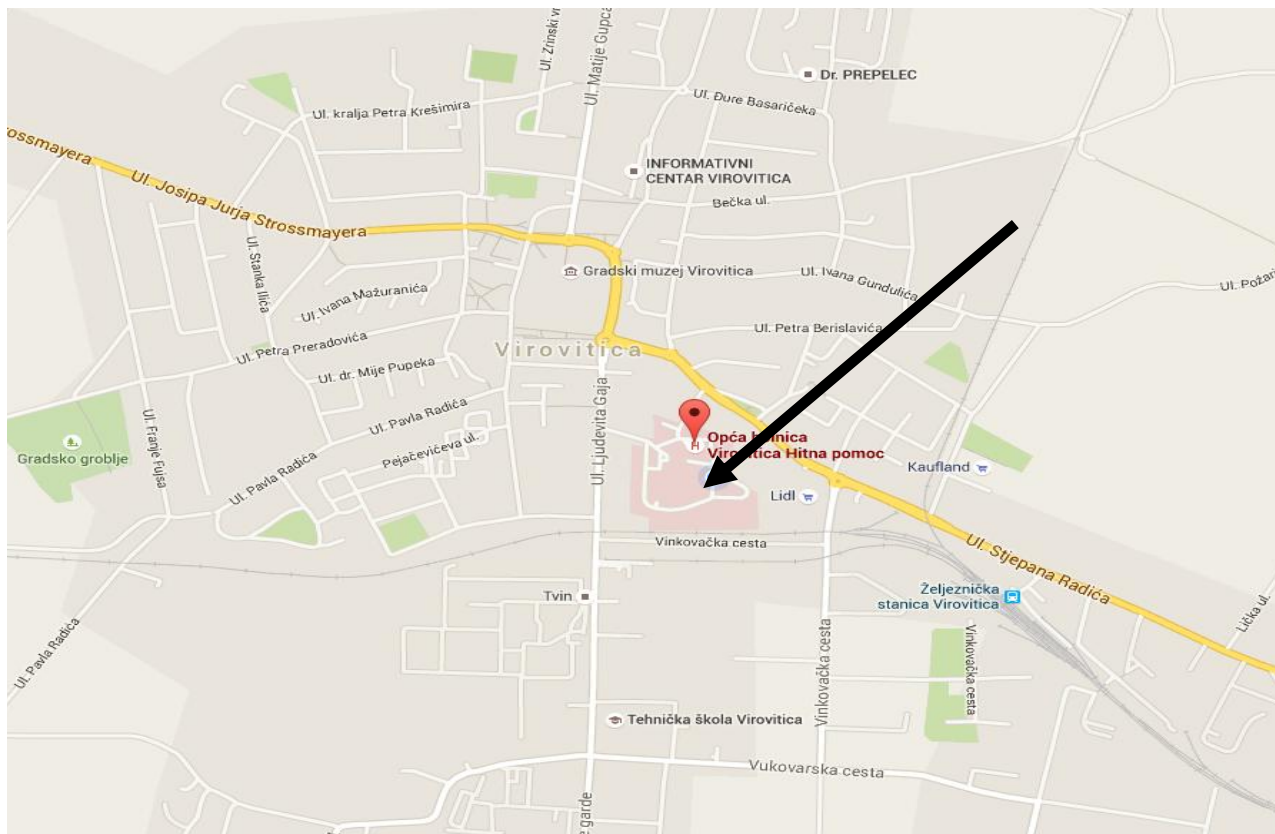 Ul. Zrinski
Ul. Matije Gupca
Dr. PREPELEC
Ul. Đure Basaričeka
Ul. kralja Petra Krešimira
ossmayera
Ul. Josipa Jurja Strossmayera
INFORMATIVNI
CENTAR VIROVITICA
Bečka ul.
Ul. Stanka Ilića
Gradski muzej Virovitica
Ul. Ivana Gundulića
Ul. Požar
Ul. Ivana Mažuranića
Ul. Petra Berislavića
Ul. Petra Preradovića
Virovitica
Ul. dr. Mije Pupeka
Ul. Ljudevita Gaja
Ul. Franje Fujsa
Ul. Pavla Radića
Gradsko groblje
Pejačevićeva ul.
H
Opća bolnica
Virovitica Hitna pomoc
Kaufland
Lidl
Ul. Pavla Radića
Vinkovačka cesta
Ul. Stjepana Radića
Tvin
Željeznička
stanica Virovitica
Lička ul.
Ul. Pavla Radića
Vinkovačka cesta
Vinkovačka cesta
Tehnička škola Virovitica
Vukovarska cesta
e garde